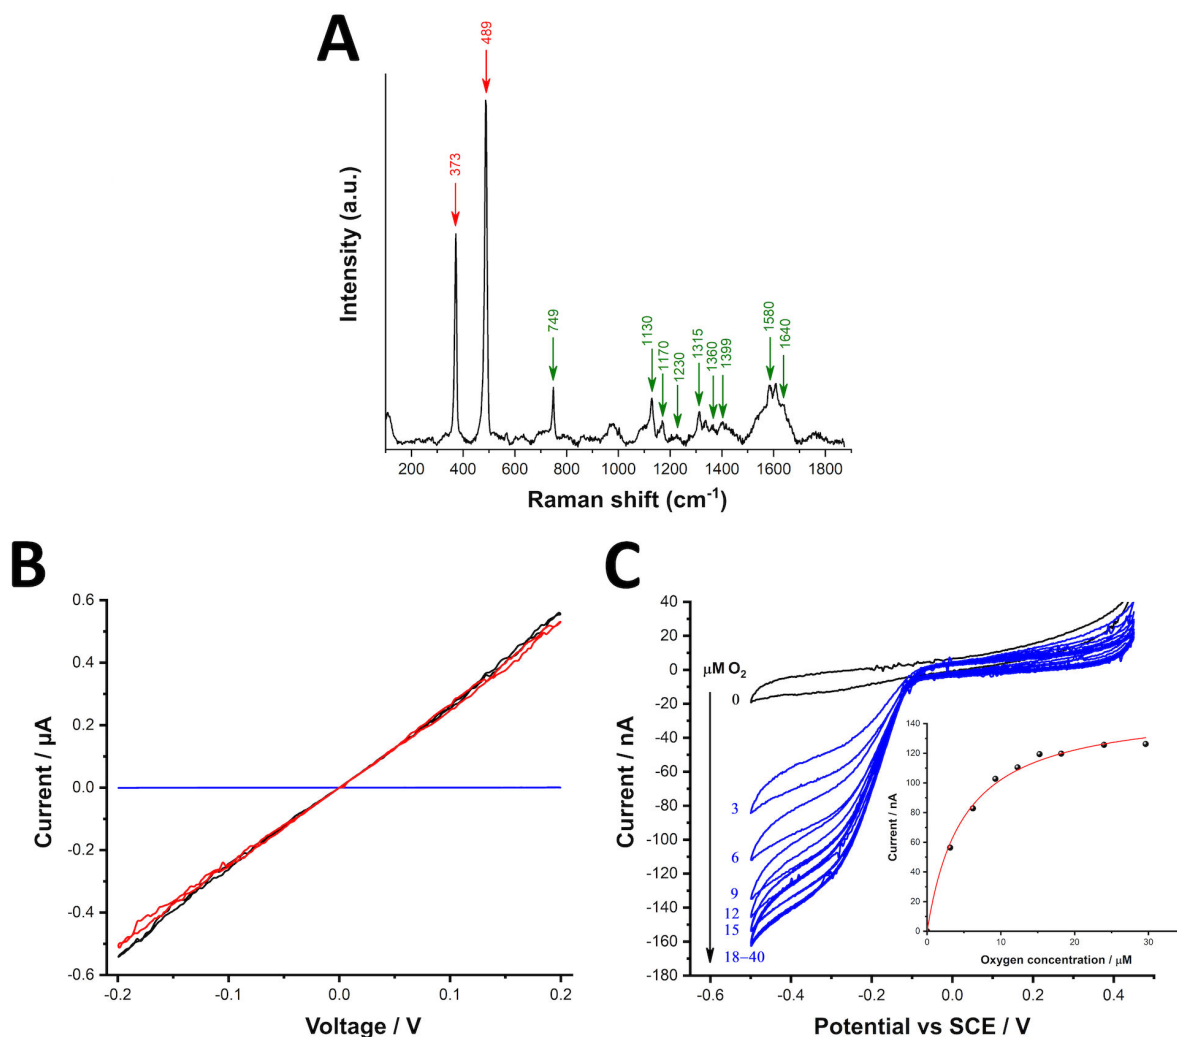 A
489
373
749
1130
1170
1230
1315
1360
1399
1580
1640
Intensity (a.u.)
200 400 600 800 1000 1200 1400 1600 1800
Raman shift (cm-1)
B
0.6
0.4
0.2
0.0
-0.2
-0.4
-0.6
Current / µA
-0.2 -0.1 0.0 0.1 0.2
Voltage / V
C
40
20
0
-20
-40
-60
-80
-100
-120
-140
-160
-180
Current / nA
µM O2
0
3
6
9
12
15
18–40
-0.6 -0.4 -0.2 0.0 0.2 0.4
Potential vs SCE / V
140
120
100
80
60
40
20
0
Current / nA
0 10 20 30
Oxygen concentration / µM